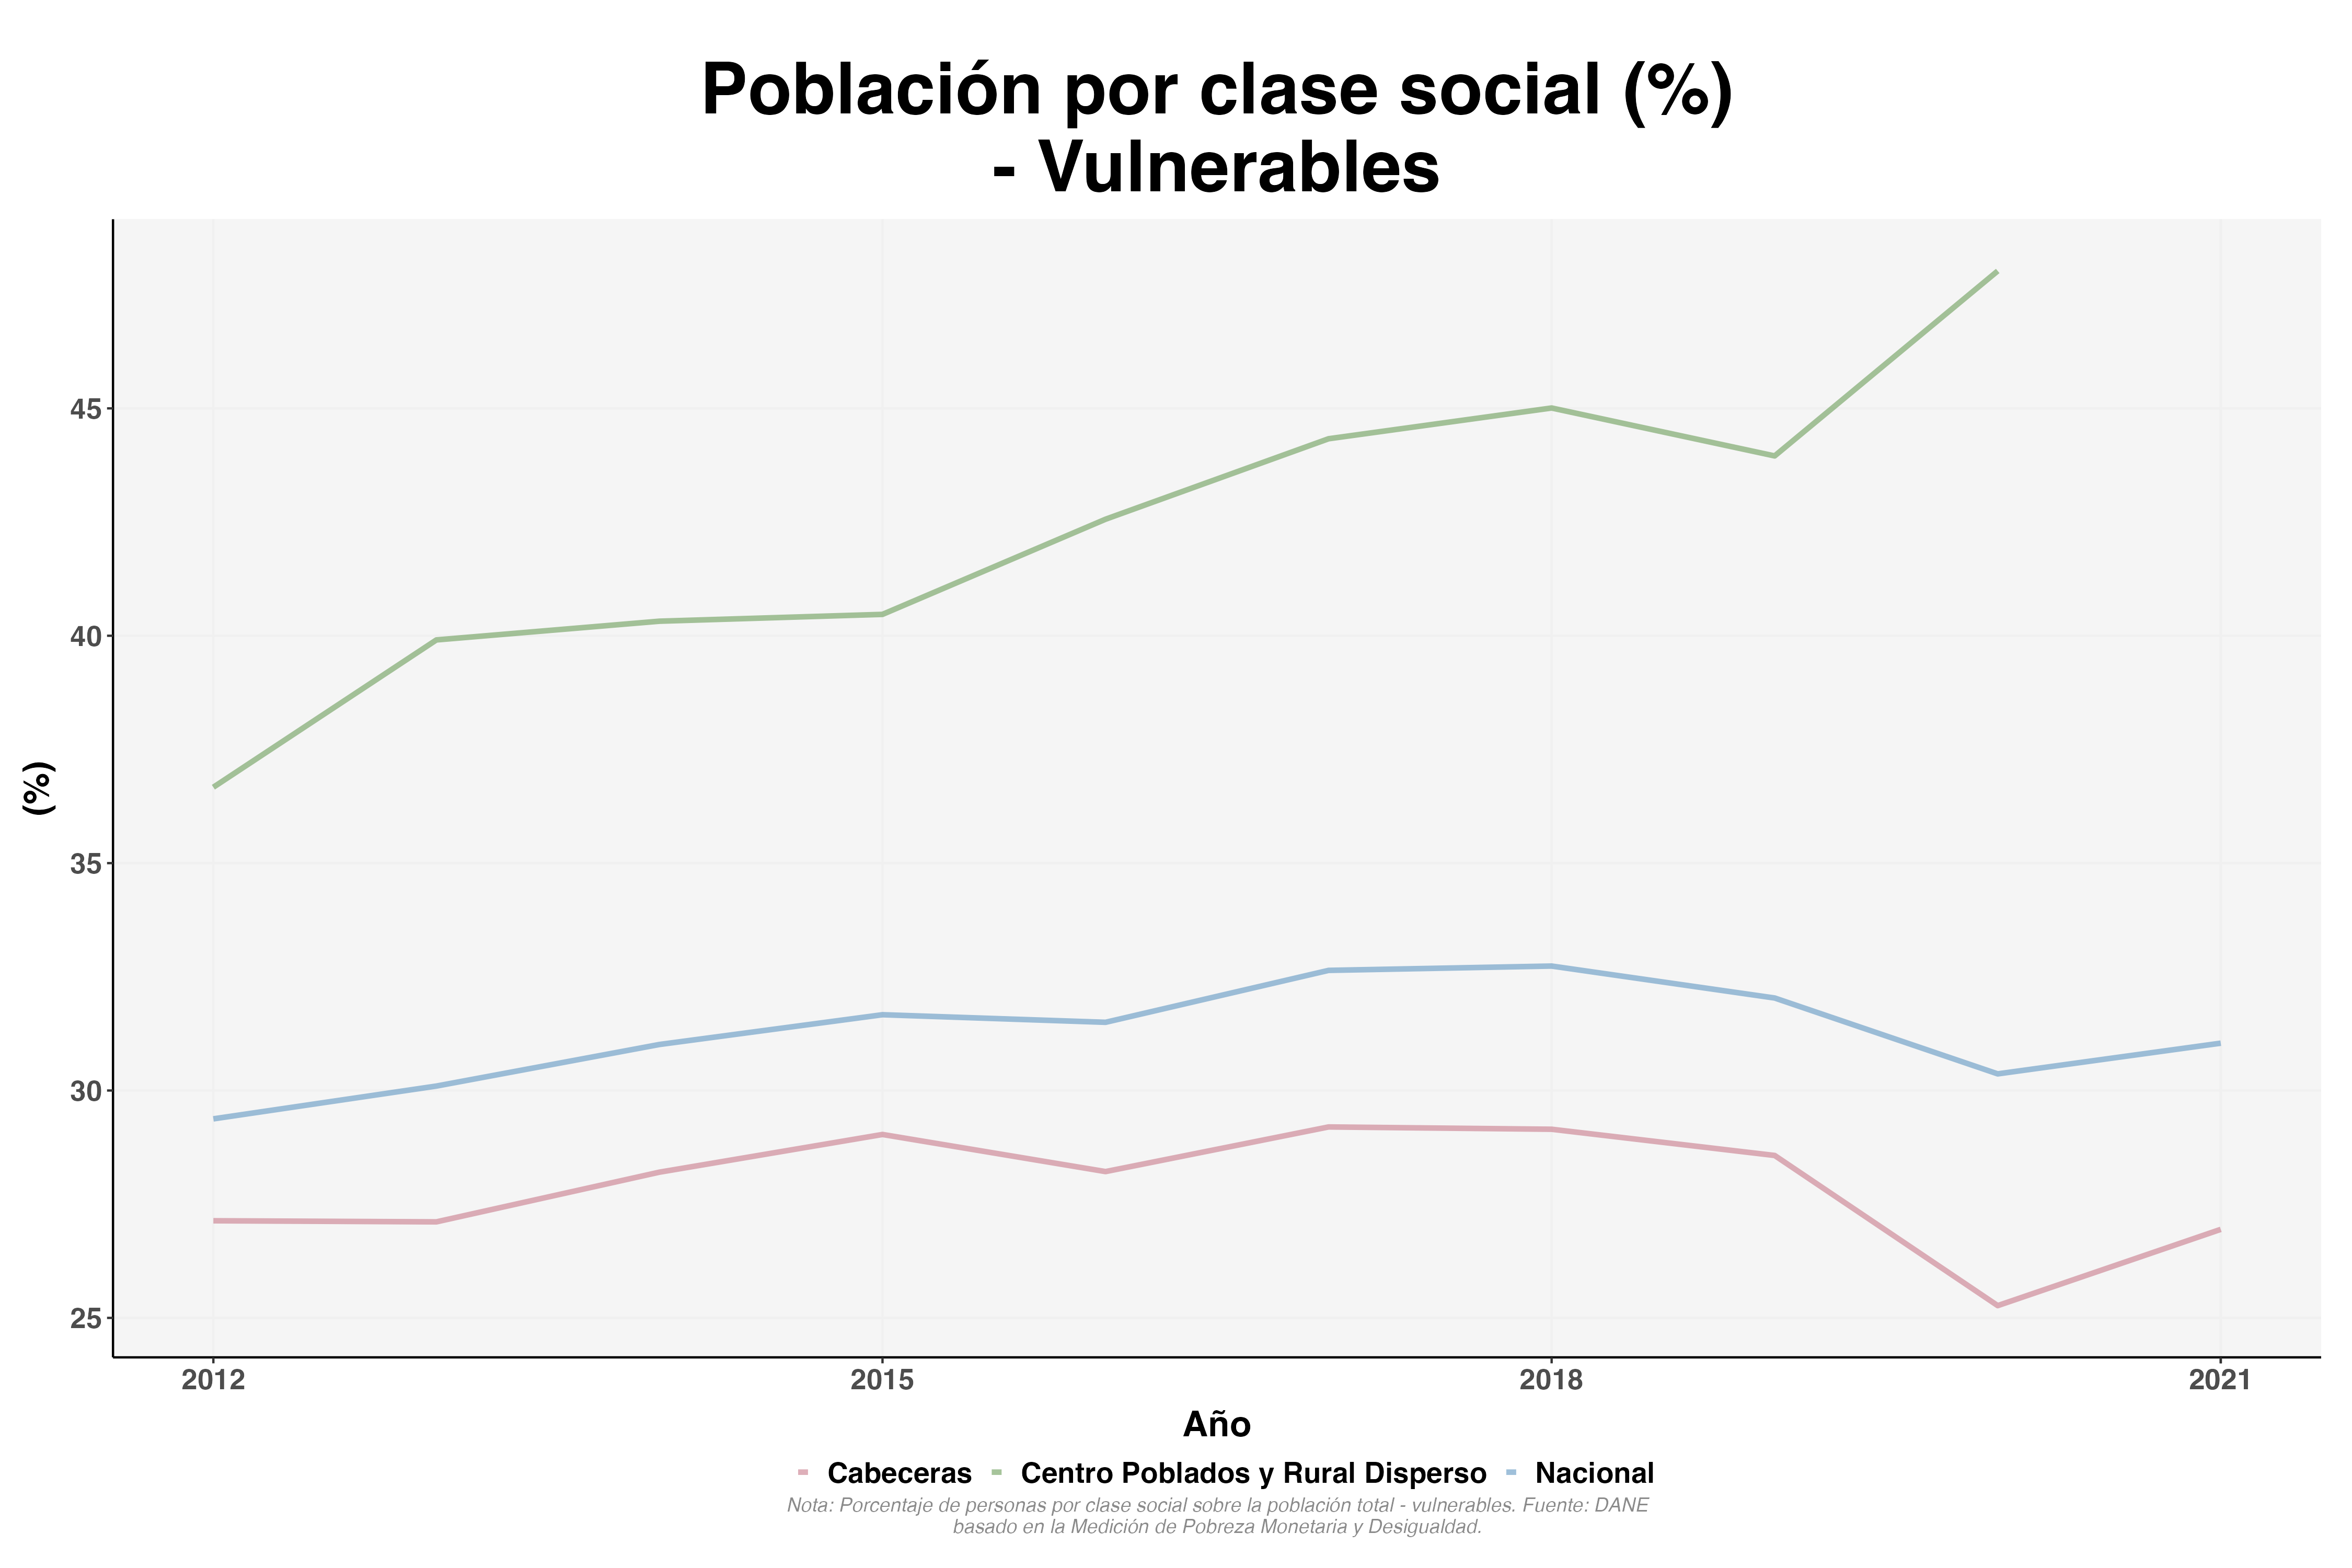 Población por clase social (%)
- Vulnerables
(%)
45
40
35
30
25
2012
2015
2018
2021
Año
Cabeceras
Centro Poblados y Rural Disperso
Nacional
Nota: Porcentaje de personas por clase social sobre la población total - vulnerables. Fuente: DANE
basado en la Medición de Pobreza Monetaria y Desigualdad.